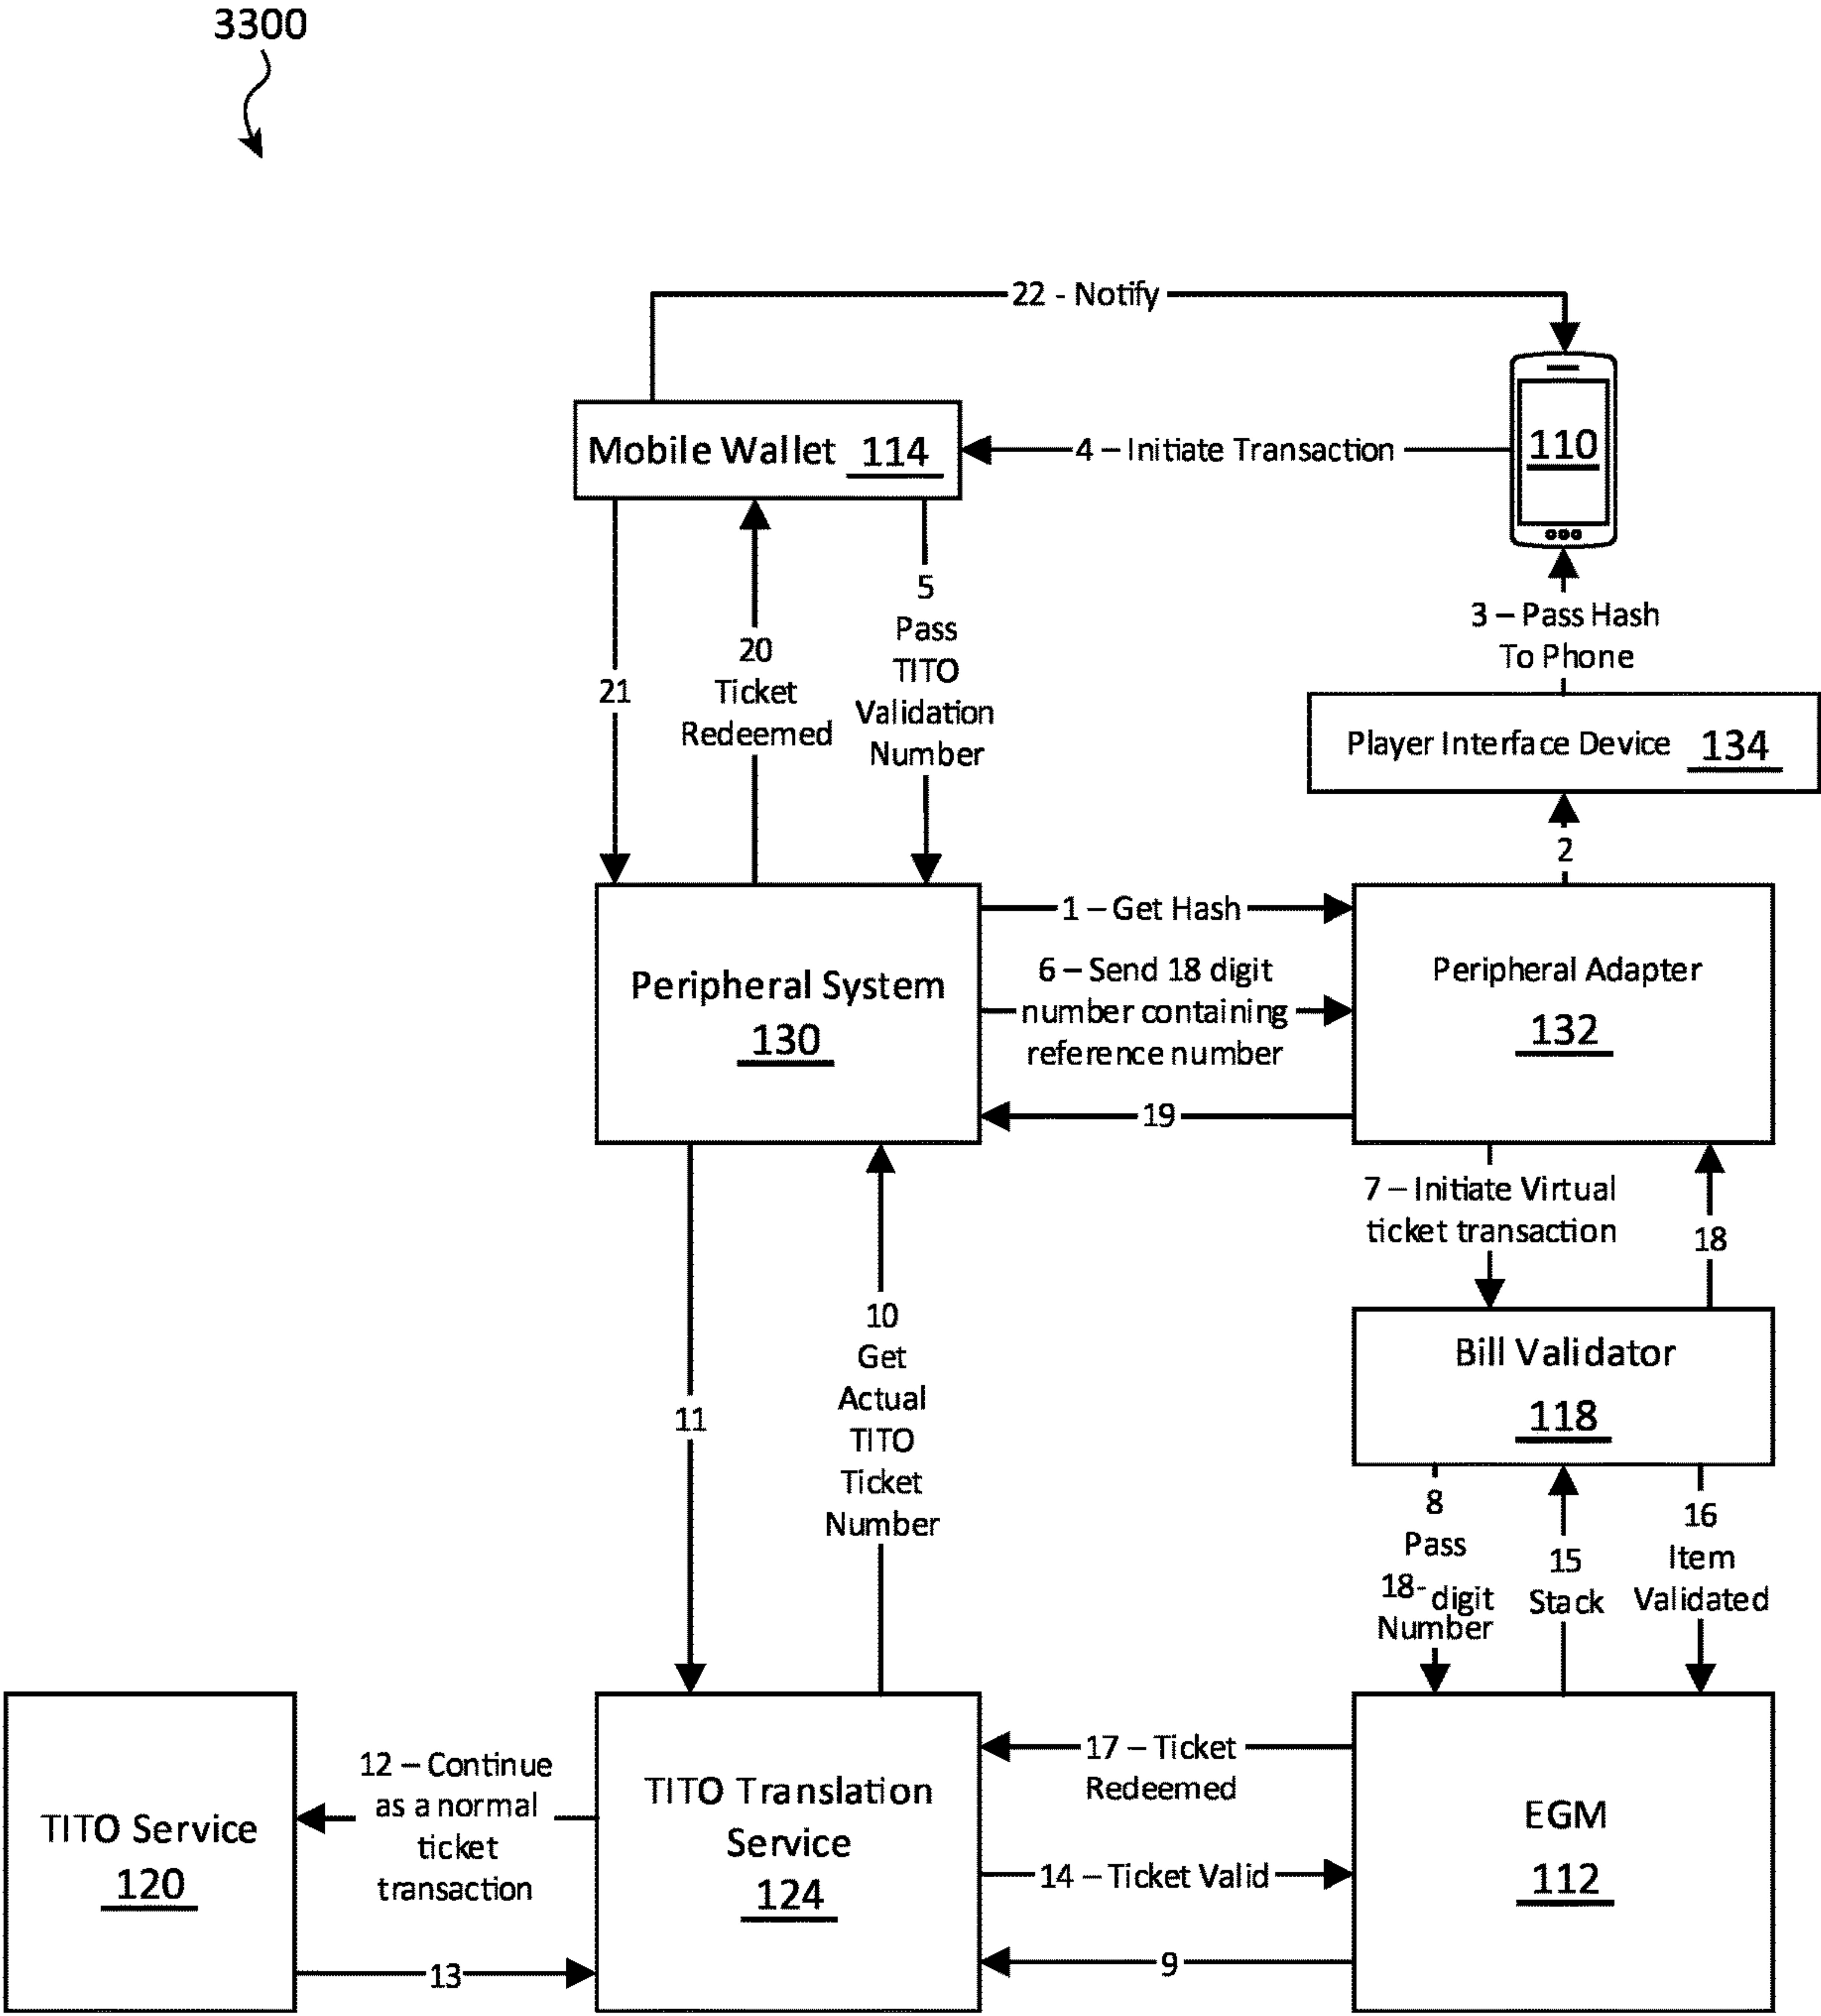 3300
22 - Notify
Mobile Wallet 114
4 – Initiate Transaction
110
5
Pass
TITO
Validation
Number
20
Ticket
Redeemed
21
3 – Pass Hash
To Phone
Player Interface Device 134
2
1 – Get Hash
6 – Send 18 digit
number containing
reference number
19
Peripheral System
130
Peripheral Adapter
132
7 – Initiate Virtual
ticket transaction
18
10
Get
Actual
TITO
Ticket
Number
11
Bill Validator
118
8
Pass
18-digit
Number
15
Stack
16
Item
Validated
12 – Continue
as a normal
ticket
transaction
13
TITO Service
120
TITO Translation
Service
124
17 – Ticket
Redeemed
14 – Ticket Valid
9
EGM
112